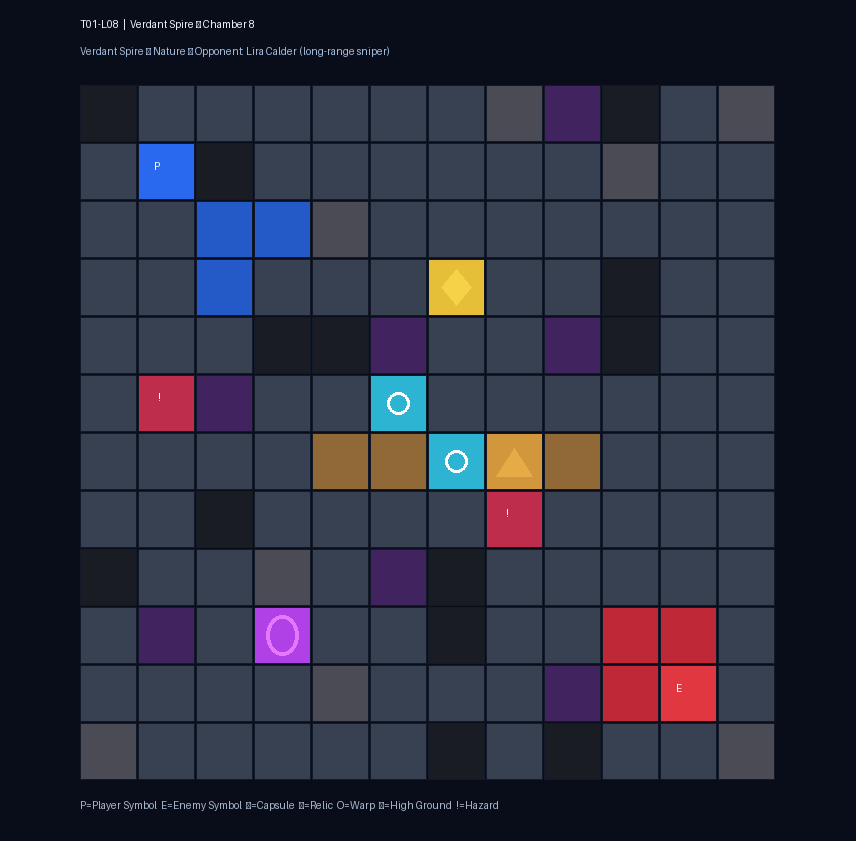 T01-L08 | Verdant Spire □ Chamber 8
Verdant Spire □ Nature □ Opponent: Lira Calder (long-range sniper)
P
!
!
E
P=Player Symbol E=Enemy Symbol □=Capsule □=Relic O=Warp □=High Ground !=Hazard